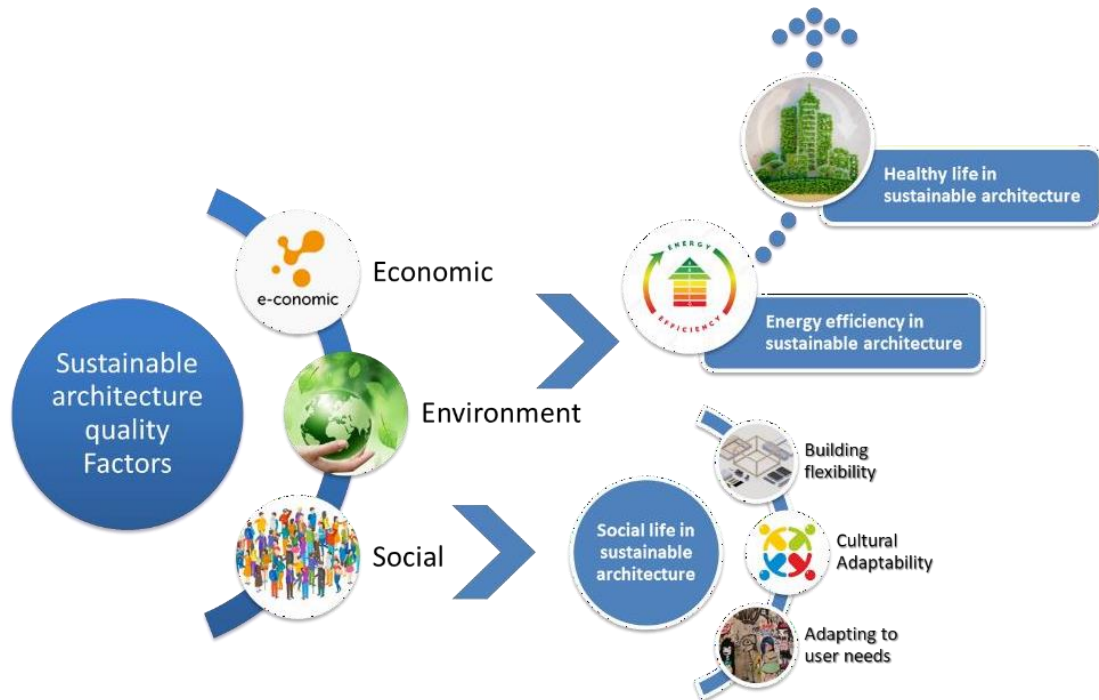 Sustainable
architecture
quality
Factors
e-conomic
Economic
Environment
Social
ENERGY
EFFICIENCY
Healthy life in
sustainable architecture
Energy efficiency in
sustainable architecture
Social life in
sustainable
architecture
Building
flexibility
Cultural
Adaptability
Adapting to
user needs